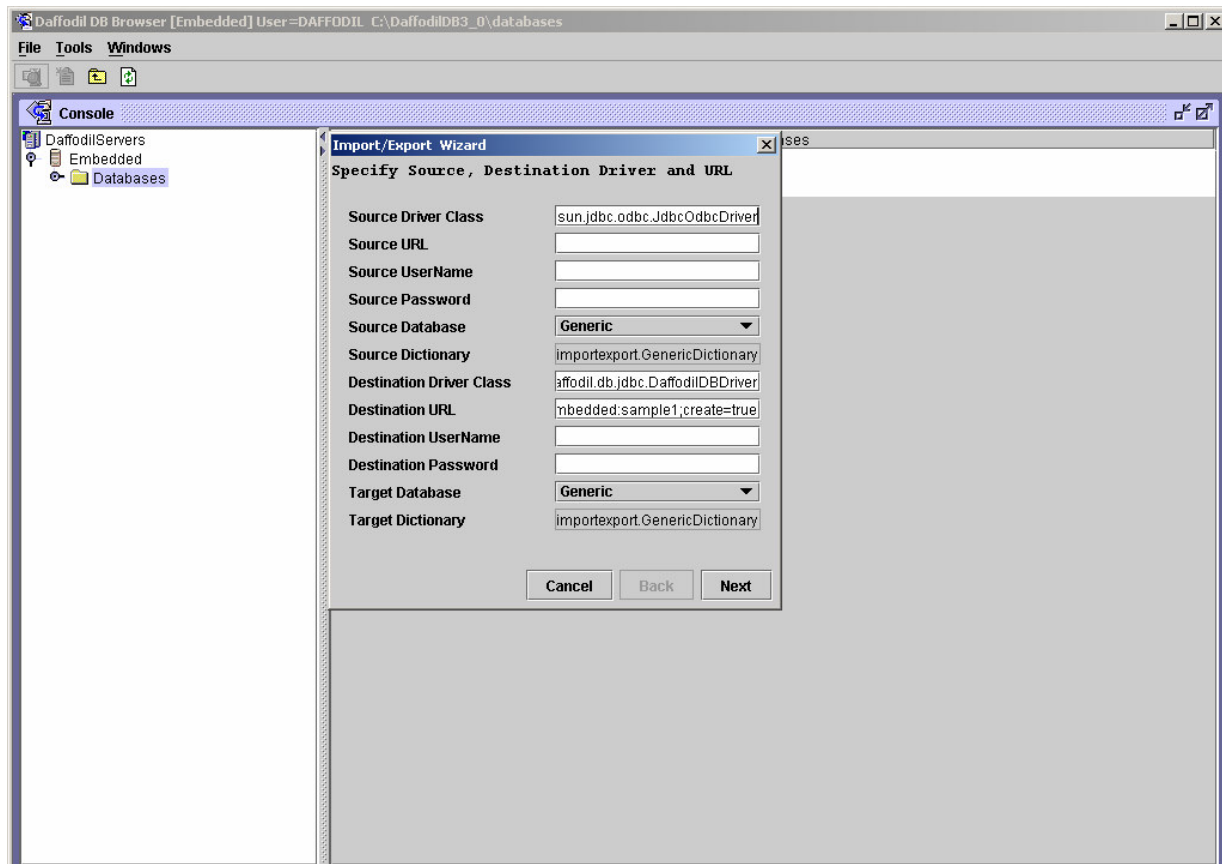 Daffodil DB Browser [Embedded] User=DAFFODIL C:\DaffodilDB3_0\databases
File Tools Windows
Console
DaffodilServers
Embedded
Databases
ses
Import/Export Wizard
Specify Source, Destination Driver and URL
Source Driver Class sun.jdbc.odbc.JdbcOdbcDriver
Source URL
Source UserName
Source Password
Source Database Generic
Source Dictionary importexport.GenericDictionary
Destination Driver Class affodil.db.jdbc.DaffodilDBDriver
Destination URL mbedded:sample1;create=true
Destination UserName
Destination Password
Target Database Generic
Target Dictionary importexport.GenericDictionary
Cancel Back Next